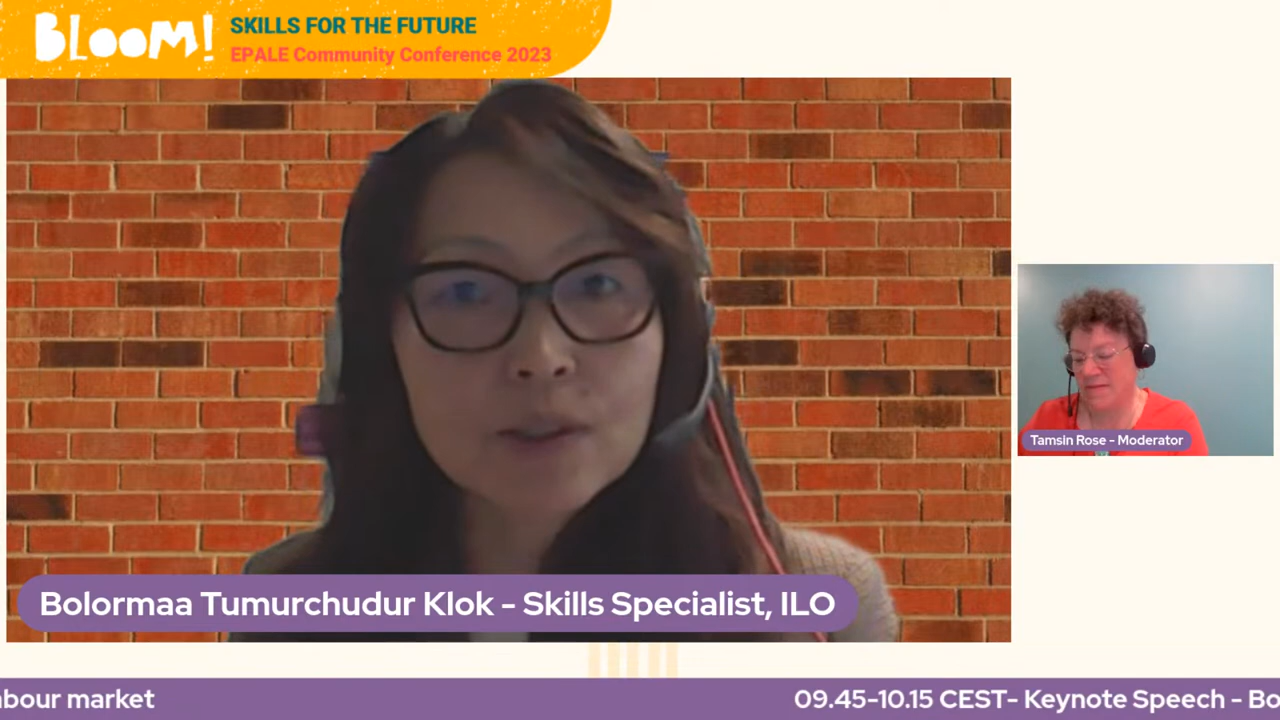 BLOOM!
SKILLS FOR THE FUTURE
EPALE Community Conference 2023
Tamsin Rose - Moderator
Bolormaa Tumurchudur Klok - Skills Specialist, ILO
bour market
09.45-10.15 CEST- Keynote Speech - Bo